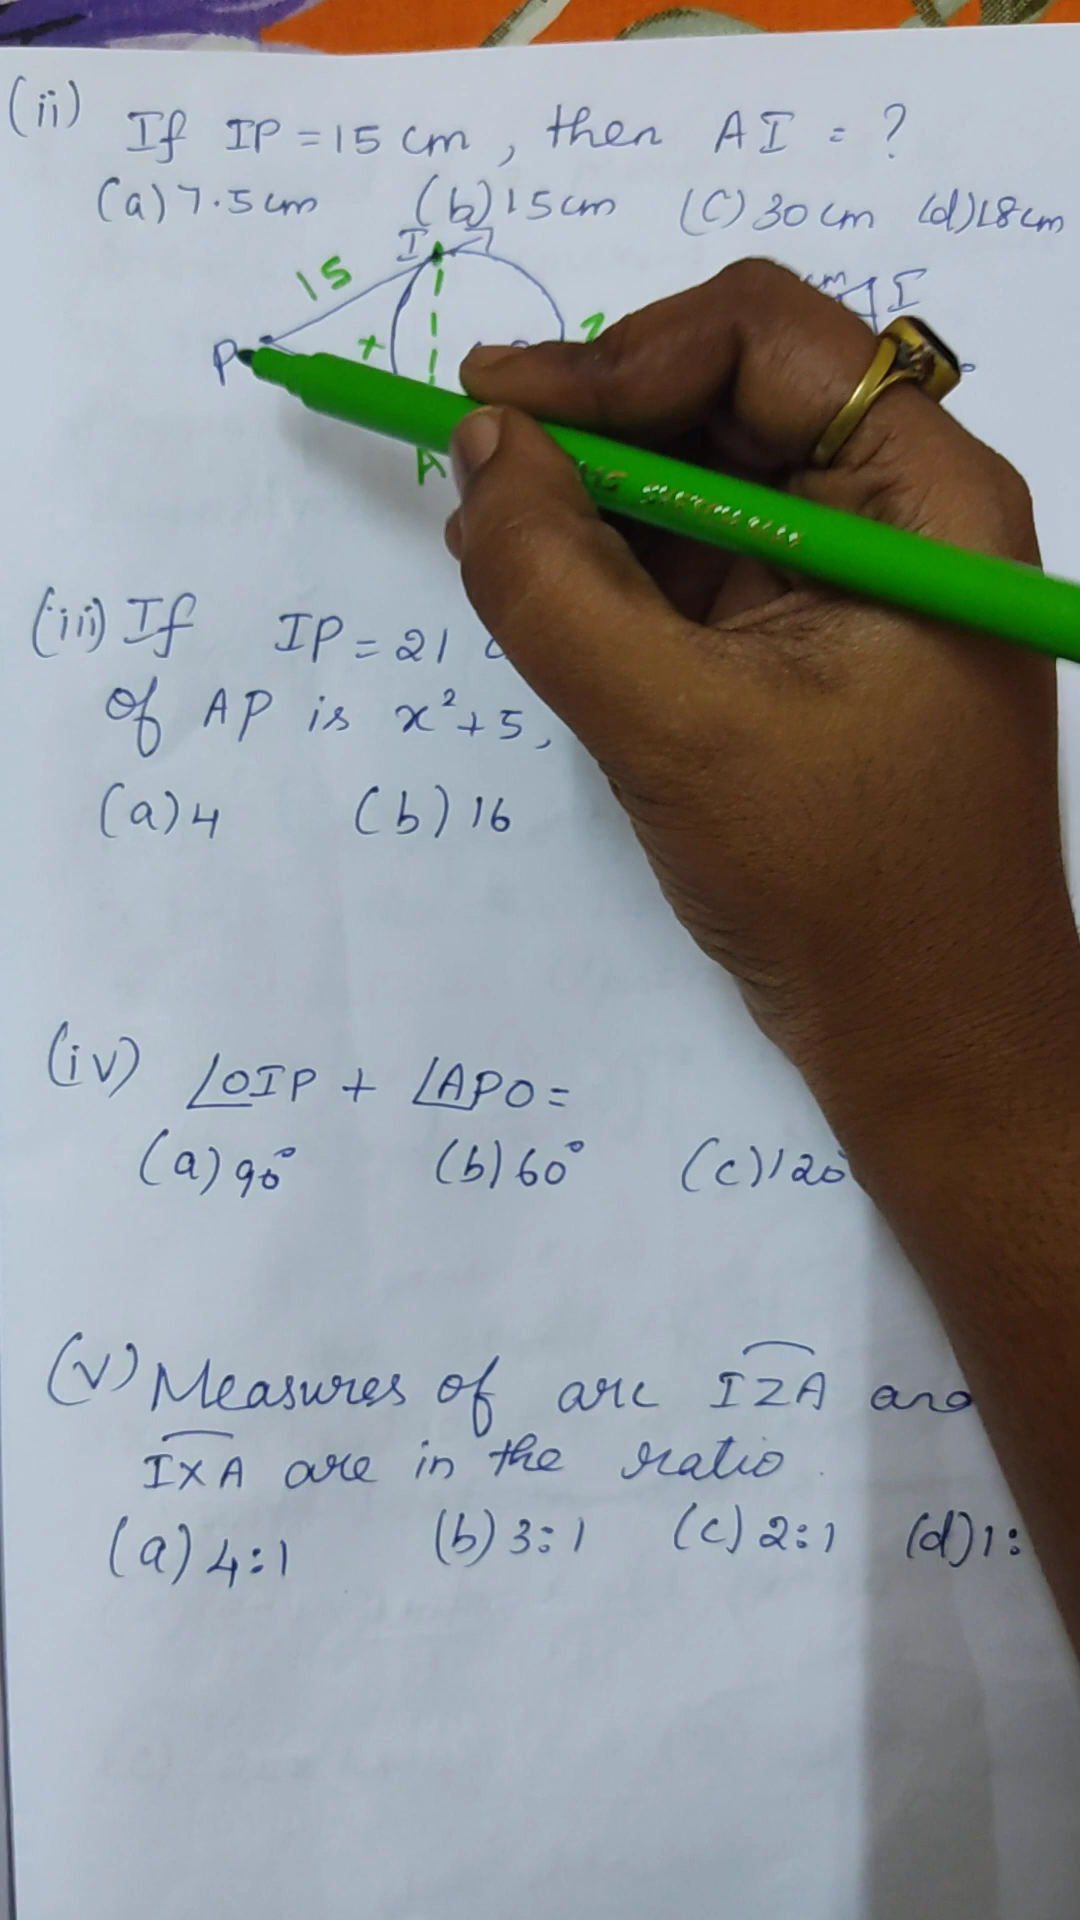 (ii) If IP = 15 cm, then AI = ?
(a) 7.5 cm (b) 15 cm (c) 30 cm (d) 18 cm
I
15
cm I
P x
A
(iii) If IP = 21
of AP is x²+5,
(a) 4 (b) 16
(iv) ∠OIP + ∠APO =
(a) 90° (b) 60° (c) 120°
(v) Measures of arc IZA and
IXA are in the ratio
(a) 4:1 (b) 3:1 (c) 2:1 (d) 1: